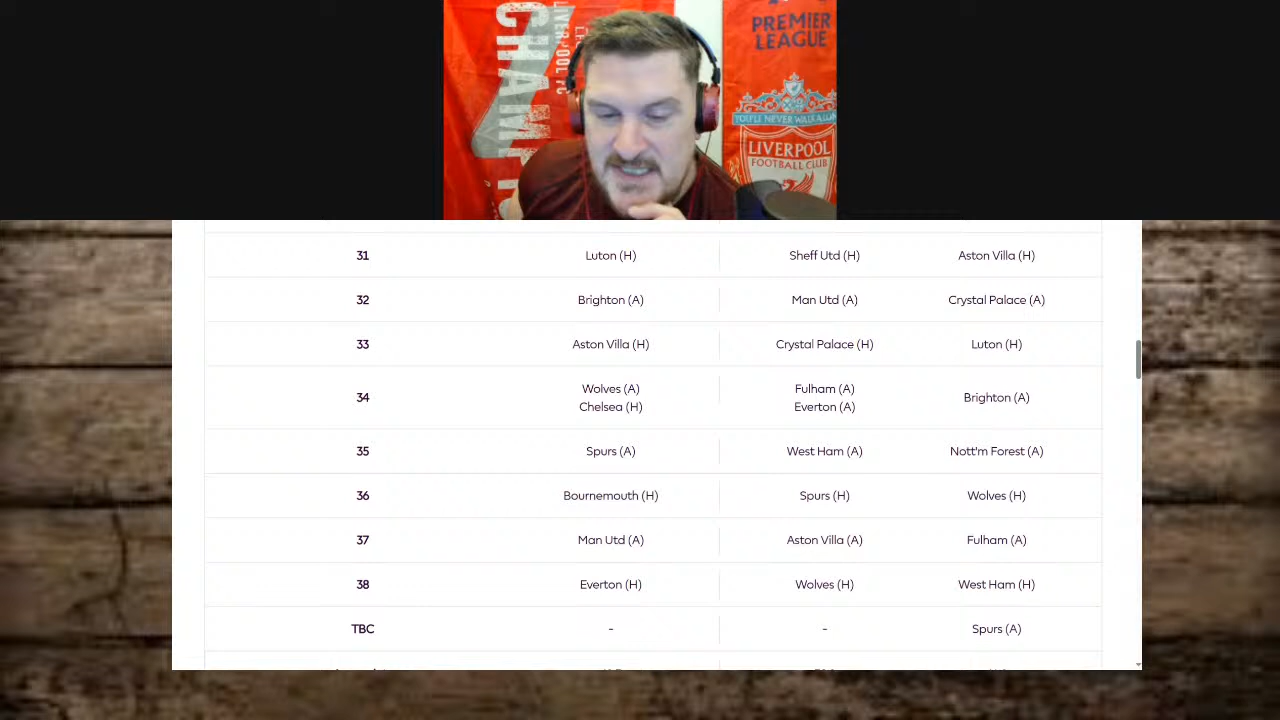 PREMIER
LEAGUE
LIVERPOOL FC
CHAMP
YOU'LL NEVER WALK ALONE
LIVERPOOL
FOOTBALL CLUB
31 Luton (H) Sheff Utd (H) Aston Villa (H)
32 Brighton (A) Man Utd (A) Crystal Palace (A)
33 Aston Villa (H) Crystal Palace (H) Luton (H)
34 Wolves (A) Fulham (A) Brighton (A)
Chelsea (H) Everton (A)
35 Spurs (A) West Ham (A) Nott'm Forest (A)
36 Bournemouth (H) Spurs (H) Wolves (H)
37 Man Utd (A) Aston Villa (A) Fulham (A)
38 Everton (H) Wolves (H) West Ham (H)
TBC - - Spurs (A)